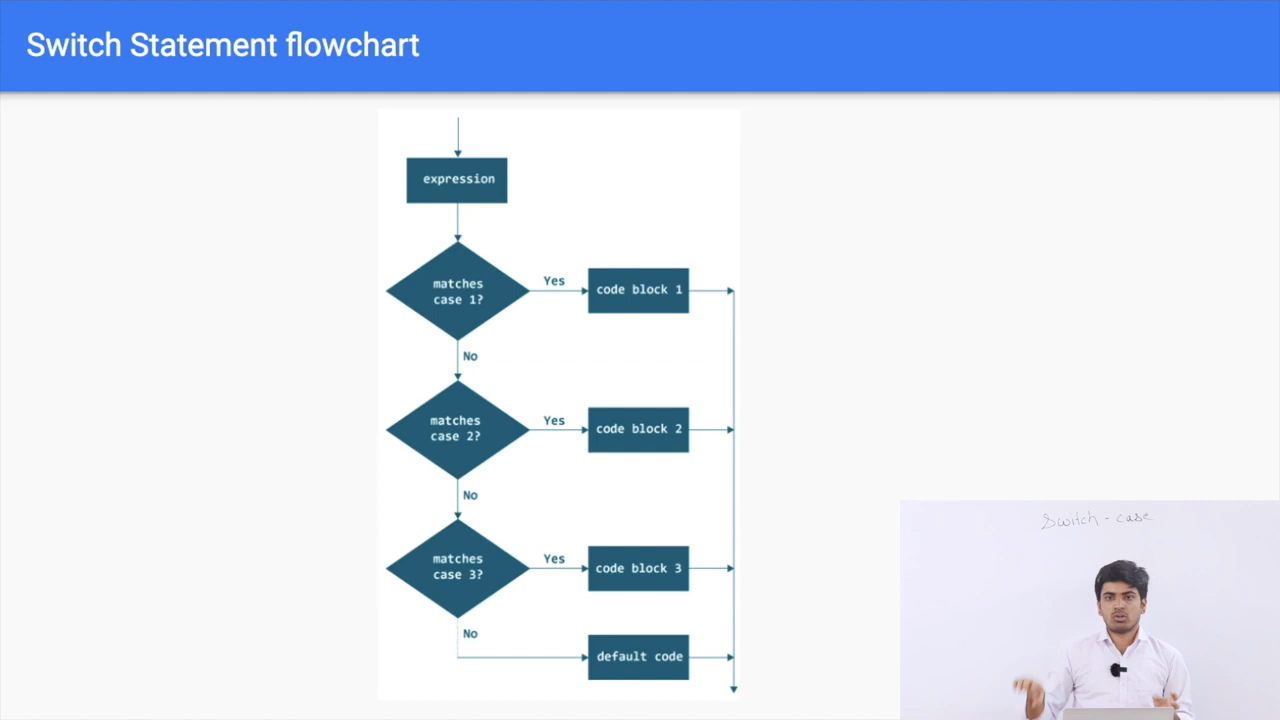 Switch Statement flowchart
expression
matches
case 1?
Yes
code block 1
No
matches
case 2?
Yes
code block 2
No
matches
case 3?
Yes
code block 3
No
default code
Switch - case